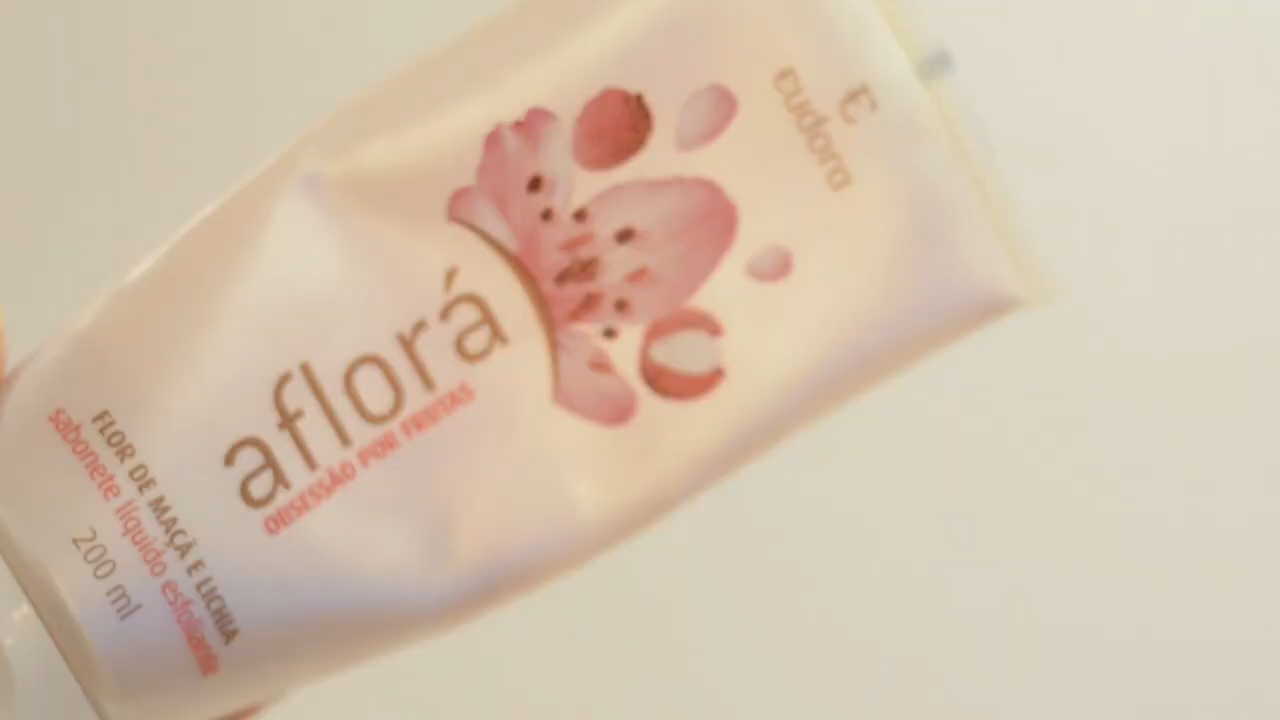 ε
eudora
aflorá
OBSESSÃO POR FRUTAS
FLOR DE MAÇÃ E LICHIA
sabonete líquido esfoliante
200 ml